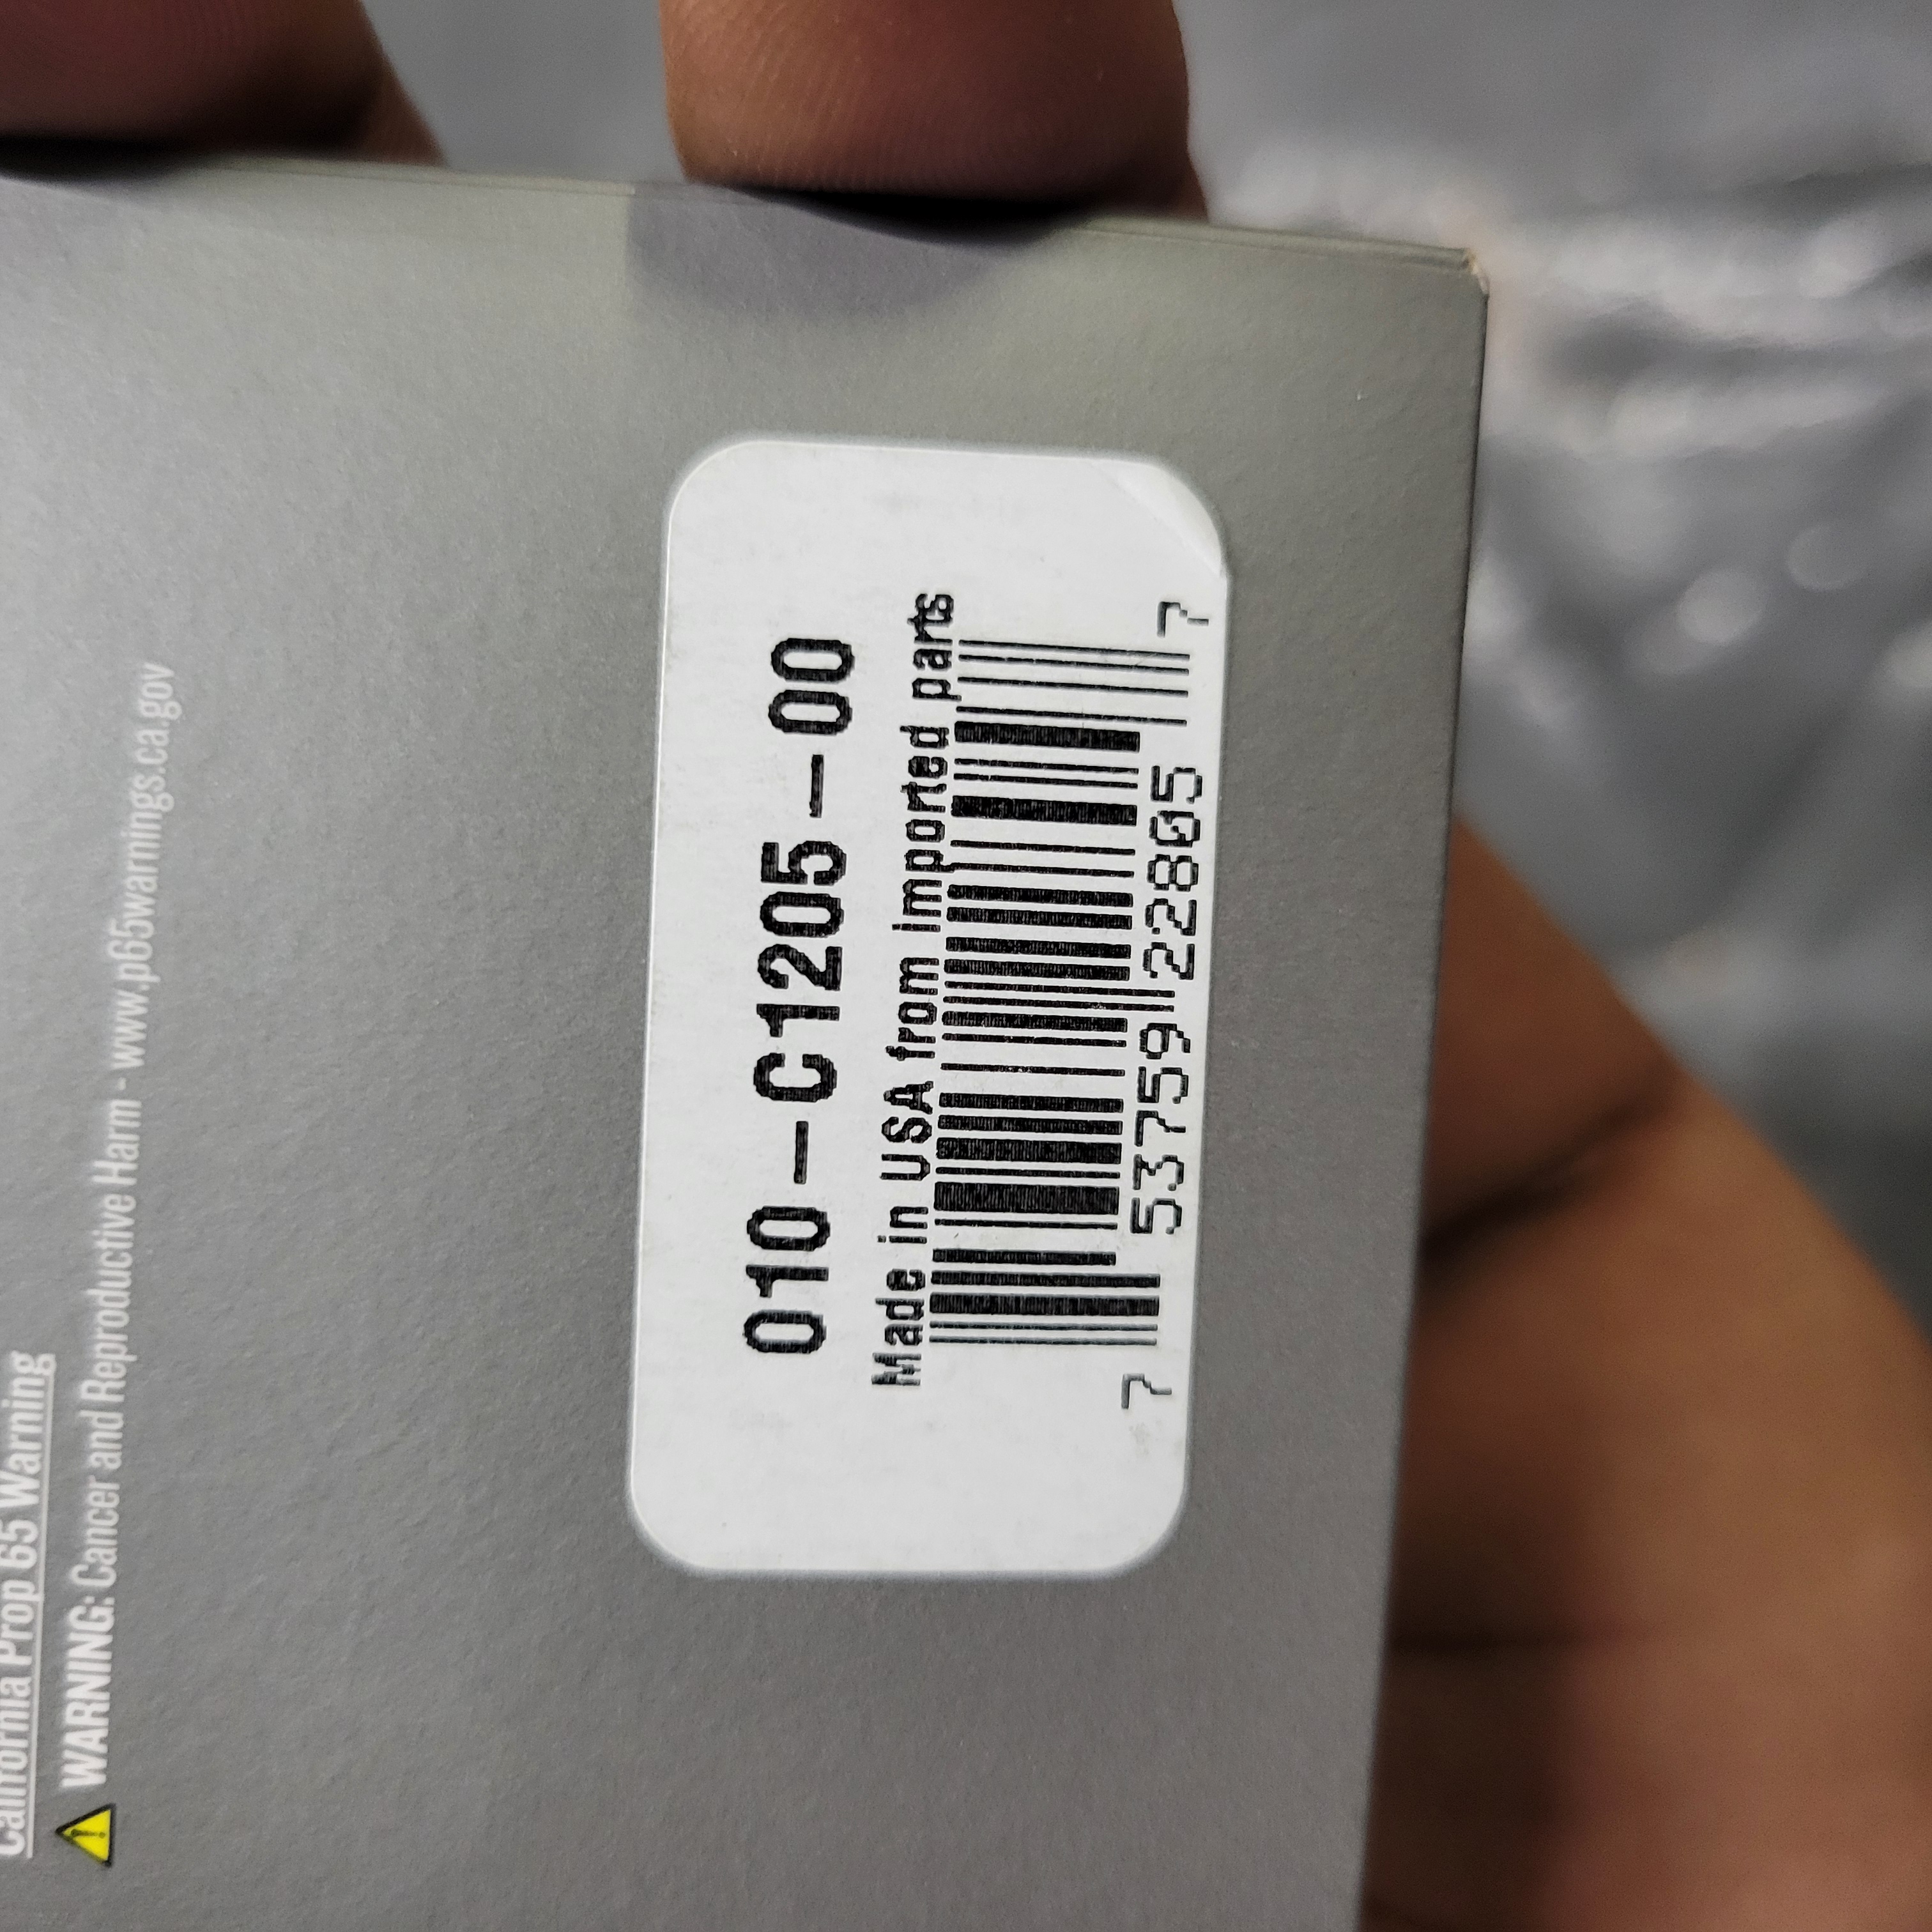 California Prop 65 Warning
WARNING: Cancer and Reproductive Harm - www.p65warnings.ca.gov
010-C1205-00
Made in USA from imported parts
7 53759 22805 7